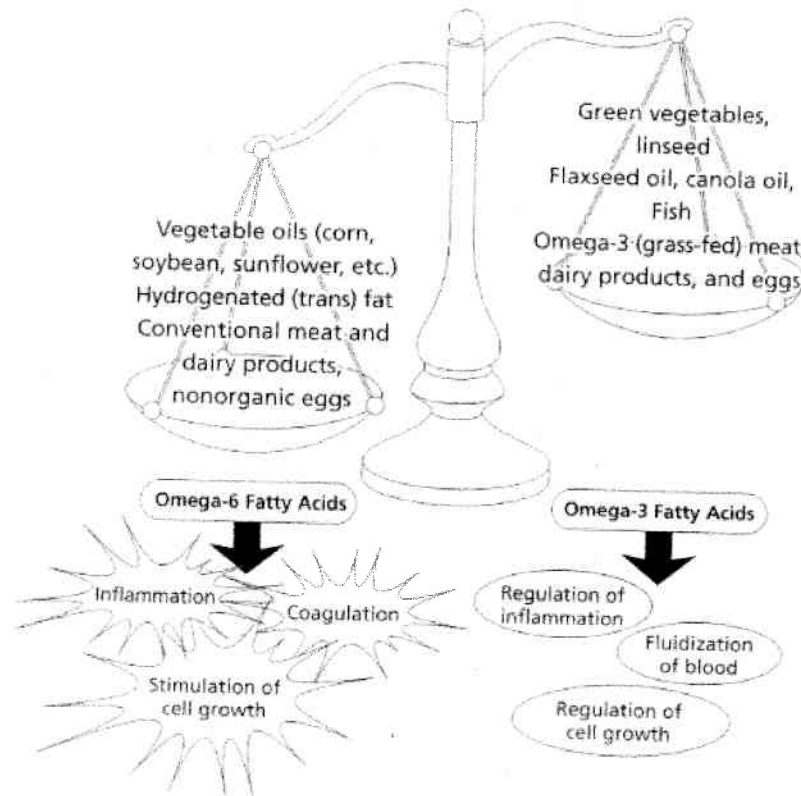 Green vegetables,
linseed
Flaxseed oil, canola oil,
Fish
Omega-3 (grass-fed) meat,
dairy products, and eggs
Vegetable oils (corn,
soybean, sunflower, etc.)
Hydrogenated (trans) fat
Conventional meat and
dairy products,
nonorganic eggs
Omega-6 Fatty Acids
Inflammation
Coagulation
Stimulation of
cell growth
Omega-3 Fatty Acids
Regulation of
inflammation
Fluidization
of blood
Regulation of
cell growth